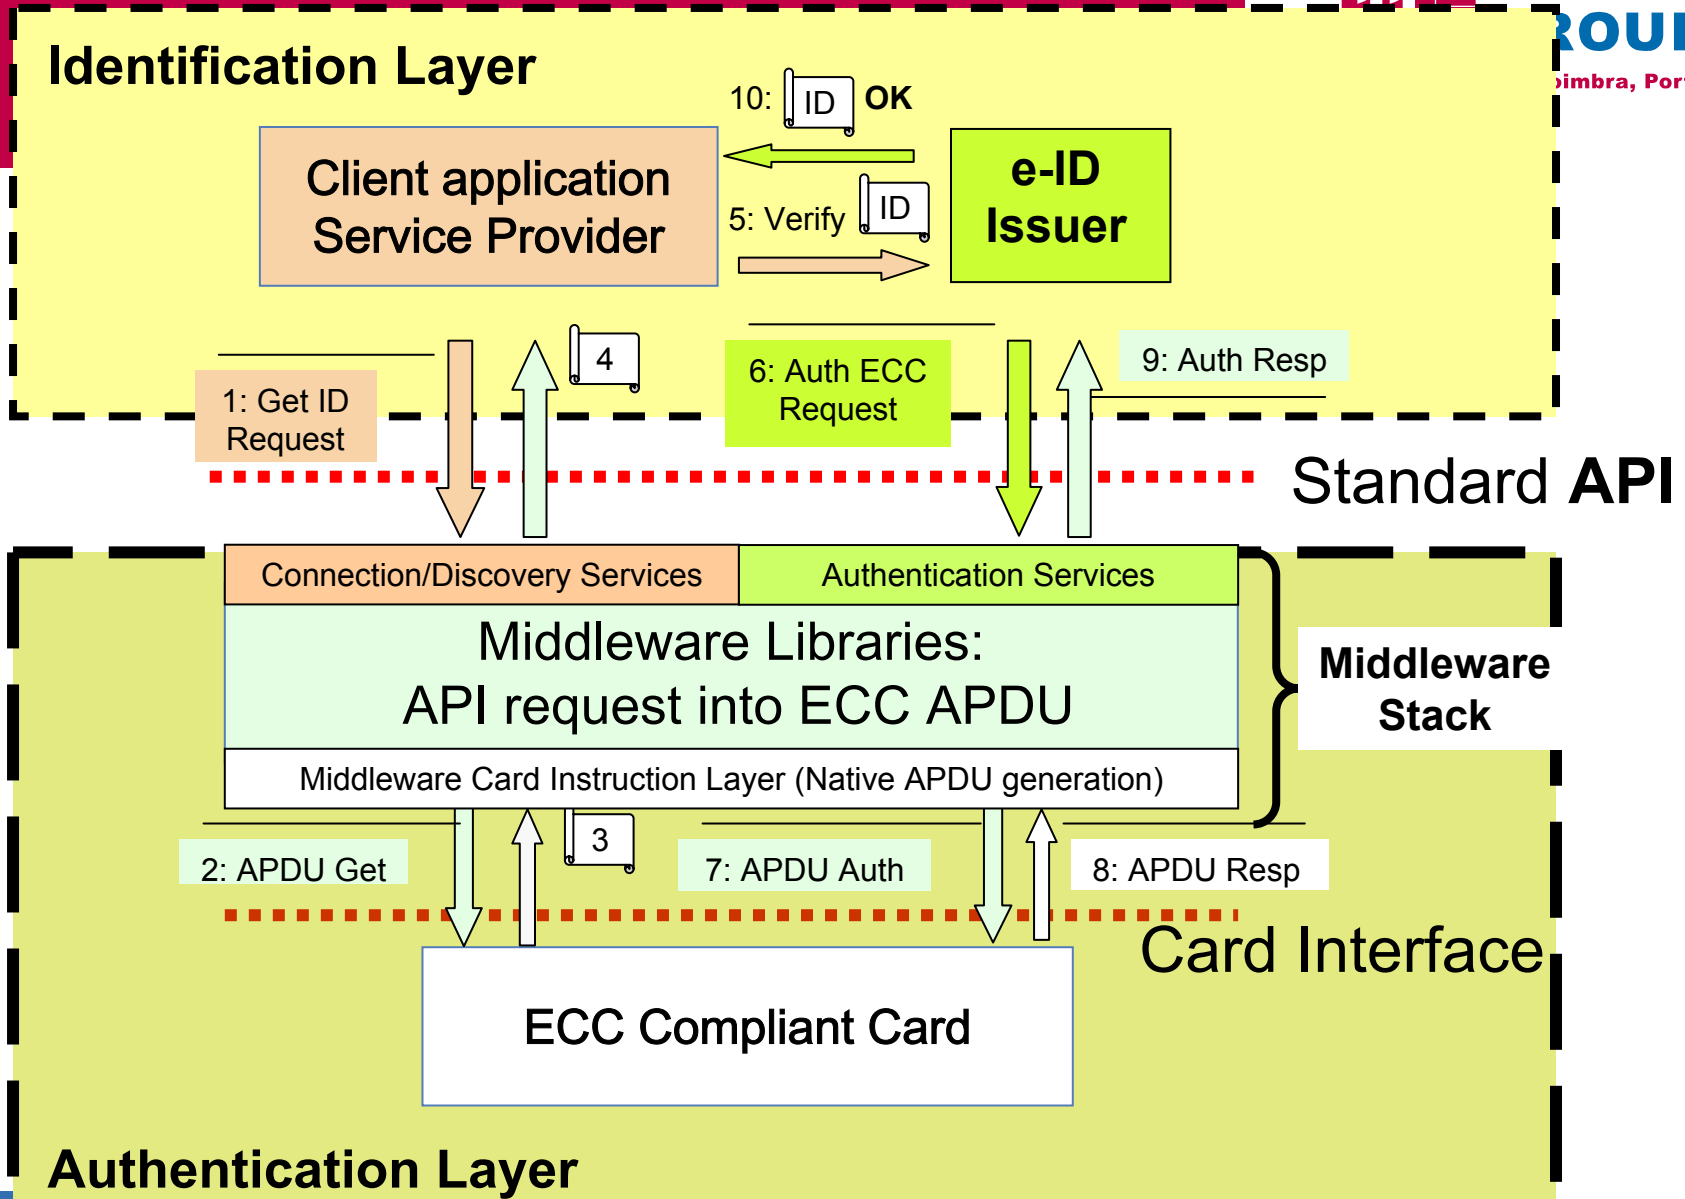 Identification Layer
10: ID OK
Client application
Service Provider
e-ID
Issuer
5: Verify ID
1: Get ID
Request
4
6: Auth ECC
Request
9: Auth Resp
Standard API
Connection/Discovery Services
Authentication Services
Middleware Libraries:
API request into ECC APDU
Middleware Card Instruction Layer (Native APDU generation)
Middleware
Stack
2: APDU Get
3
7: APDU Auth
8: APDU Resp
Card Interface
ECC Compliant Card
Authentication Layer